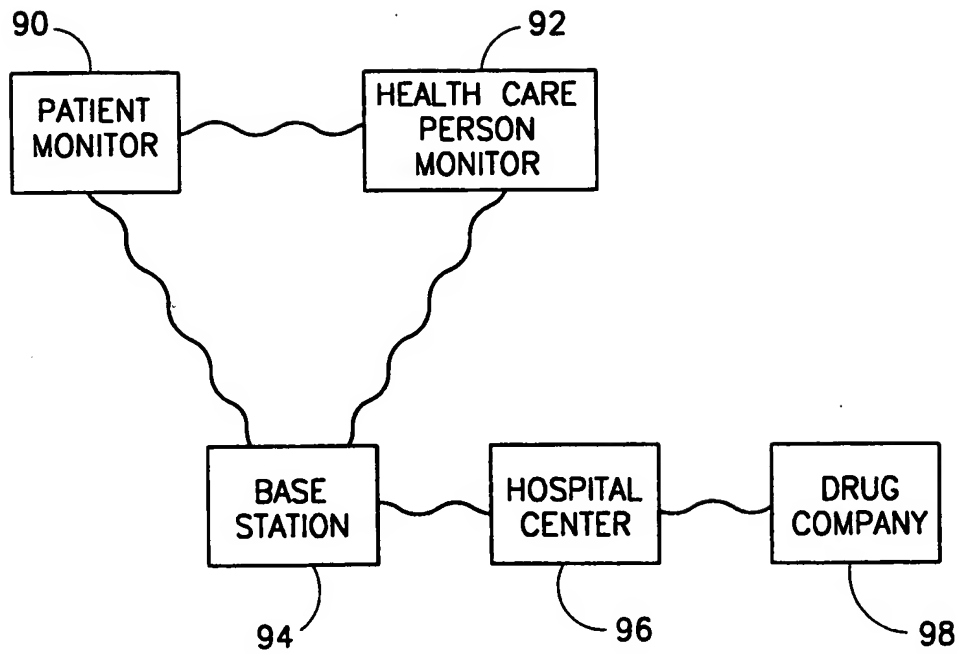 90
92
PATIENT
MONITOR
HEALTH CARE
PERSON
MONITOR
BASE
STATION
HOSPITAL
CENTER
DRUG
COMPANY
94
96
98